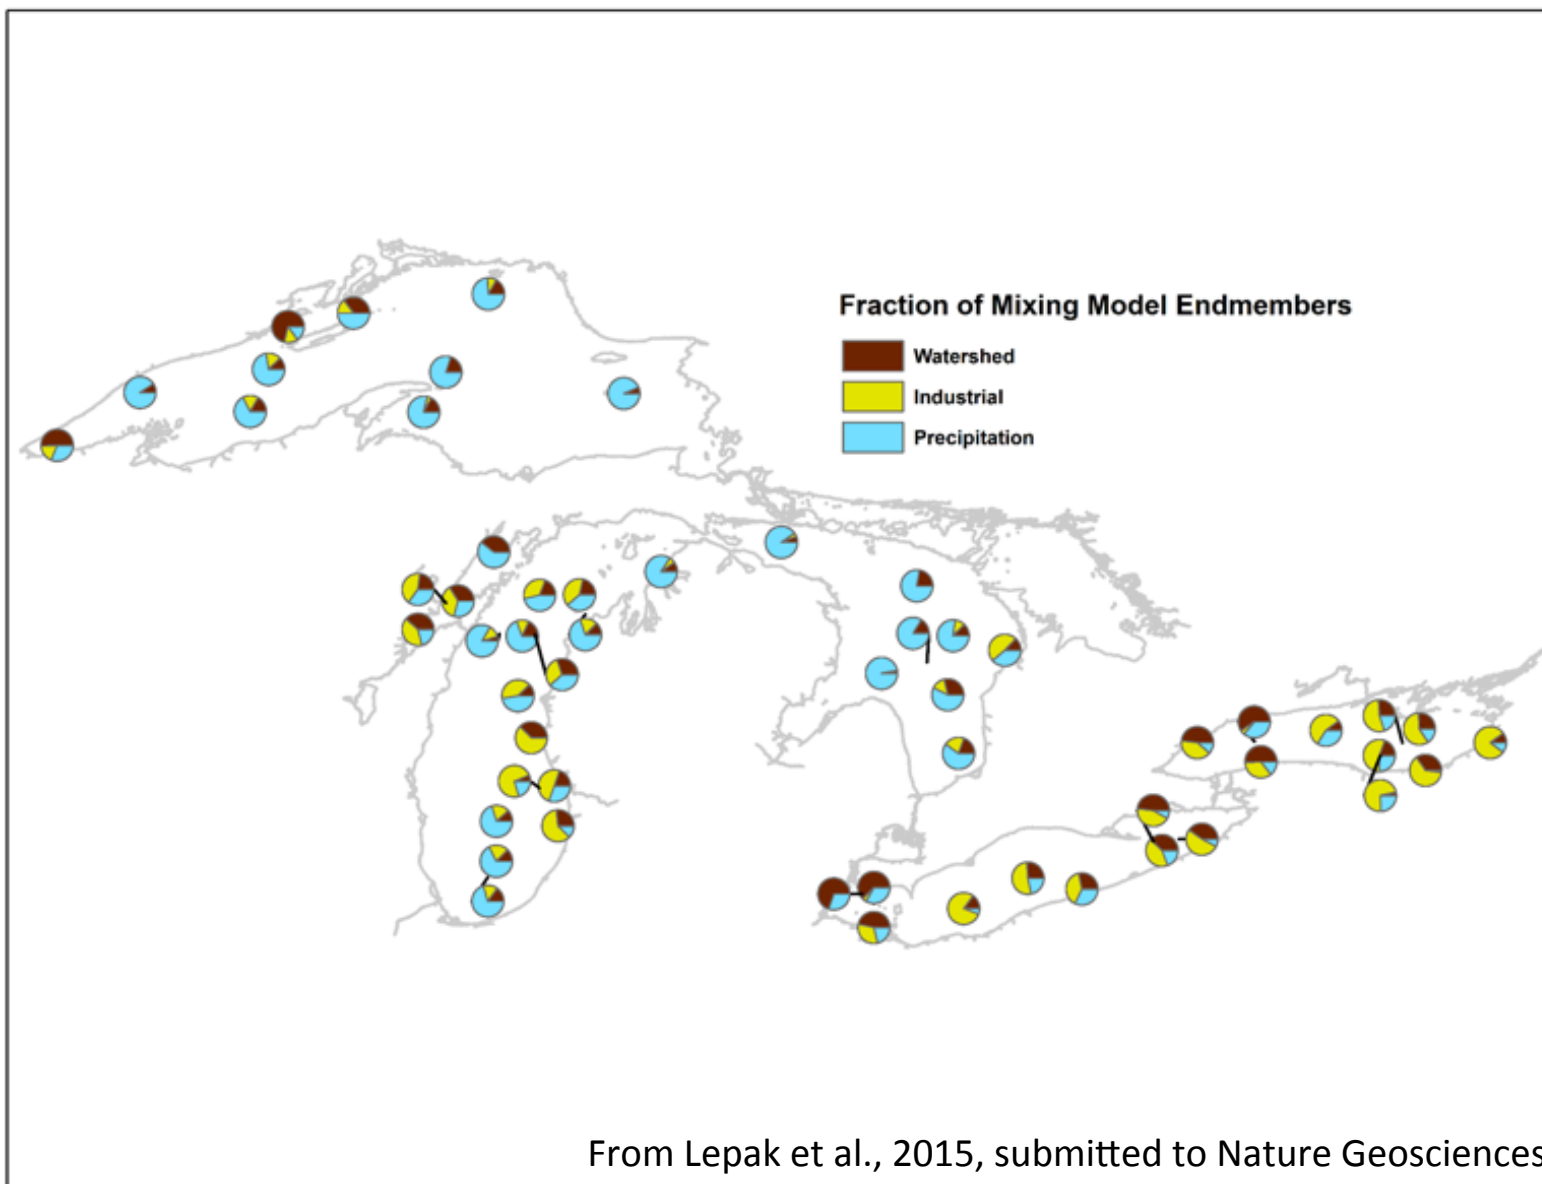 Fraction of Mixing Model Endmembers
Watershed
Industrial
Precipitation
From Lepak et al., 2015, submitted to Nature Geosciences